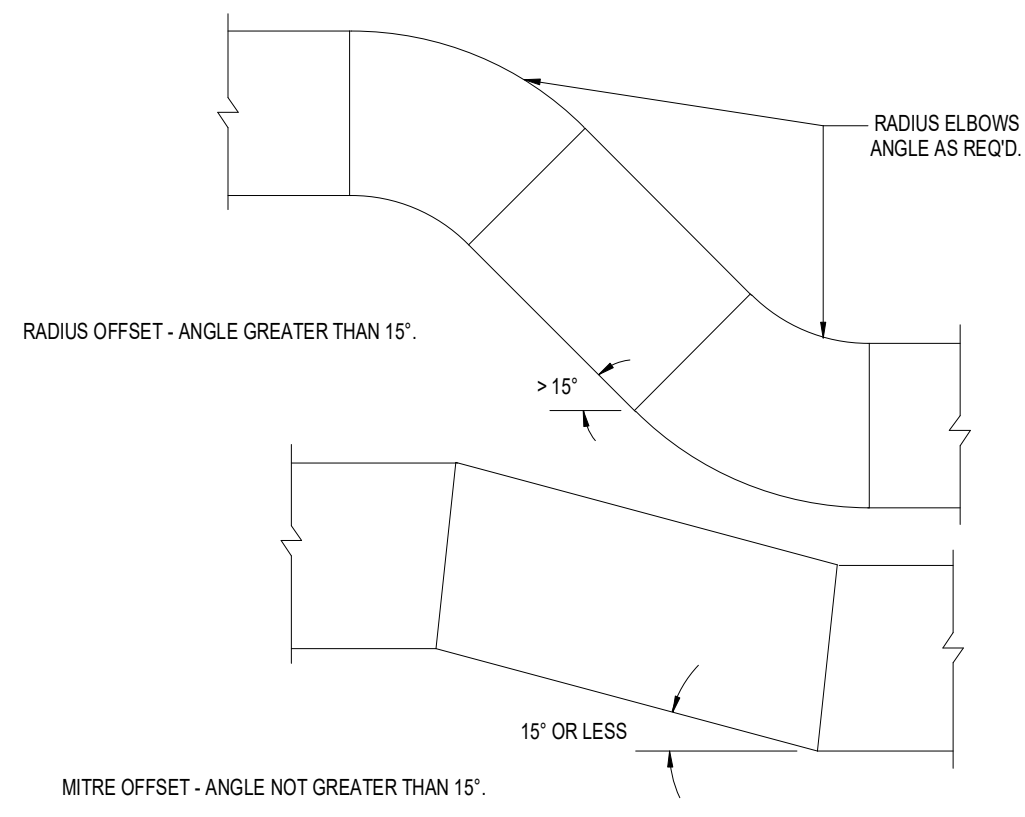 RADIUS ELBOWS
ANGLE AS REQ'D.
RADIUS OFFSET - ANGLE GREATER THAN 15°.
> 15°
15° OR LESS
MITRE OFFSET - ANGLE NOT GREATER THAN 15°.